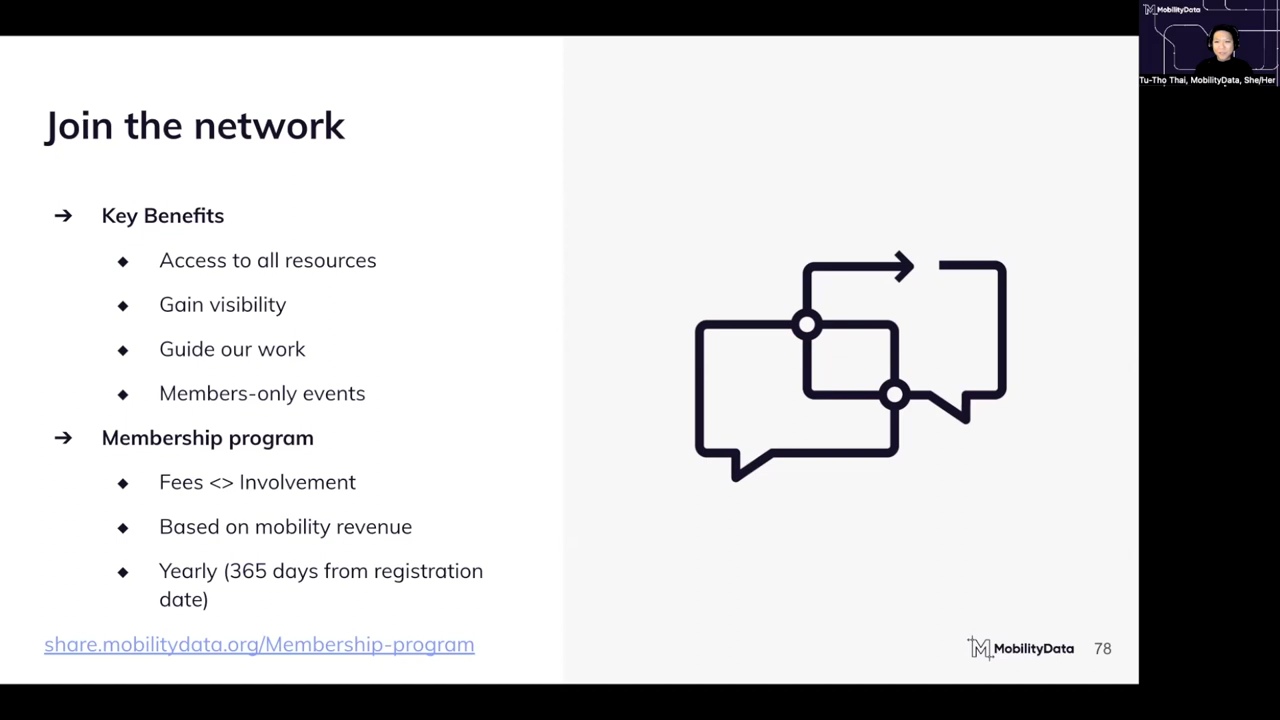 Join the network
➔ Key Benefits
◆ Access to all resources
◆ Gain visibility
◆ Guide our work
◆ Members-only events
➔ Membership program
◆ Fees <> Involvement
◆ Based on mobility revenue
◆ Yearly (365 days from registration
date)
share.mobilitydata.org/Membership-program
MobilityData
78
MobilityData
Tu-Tho Thai, MobilityData, She/Her